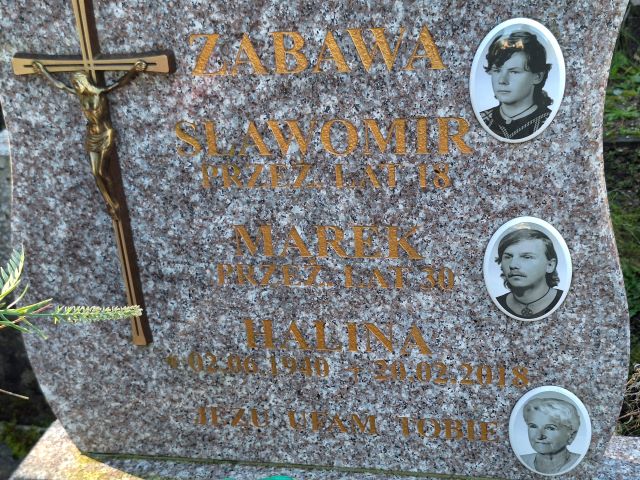 ZABAWA
SŁAWOMIR
PRZEŻ. LAT 18
MAREK
PRZEŻ. LAT 30
HALINA
* 02.06.1940 + 20.02.2018
JEZU UFAM TOBIE